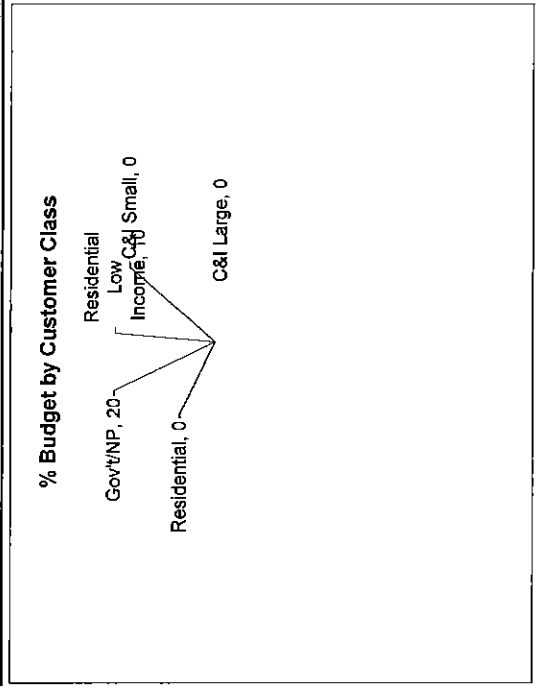 % Budget by Customer Class
Residential
Low
Income, 10
C&I Small, 0
C&I Large, 0
Gov't/NP, 20
Residential, 0